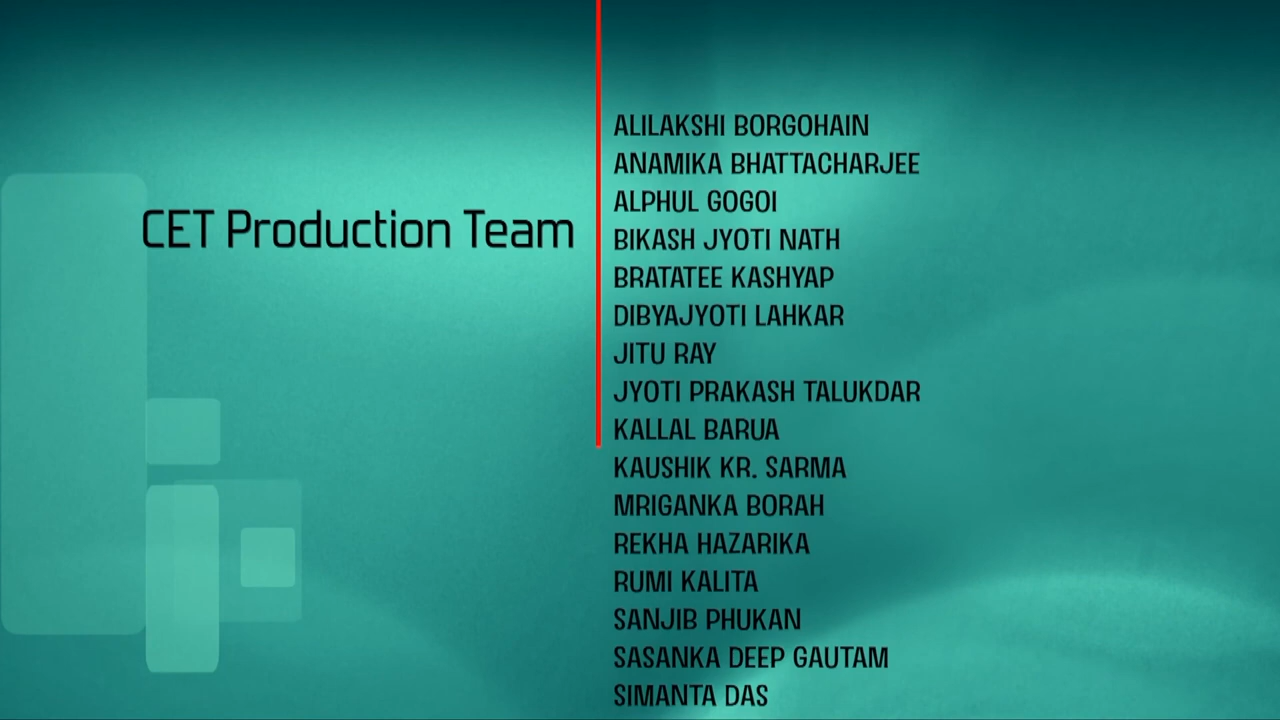 CET Production Team
ALILAKSHI BORGOHAIN
ANAMIKA BHATTACHARJEE
ALPHUL GOGOI
BIKASH JYOTI NATH
BRATATEE KASHYAP
DIBYAJYOTI LAHKAR
JITU RAY
JYOTI PRAKASH TALUKDAR
KALLAL BARUA
KAUSHIK KR. SARMA
MRIGANKA BORAH
REKHA HAZARIKA
RUMI KALITA
SANJIB PHUKAN
SASANKA DEEP GAUTAM
SIMANTA DAS